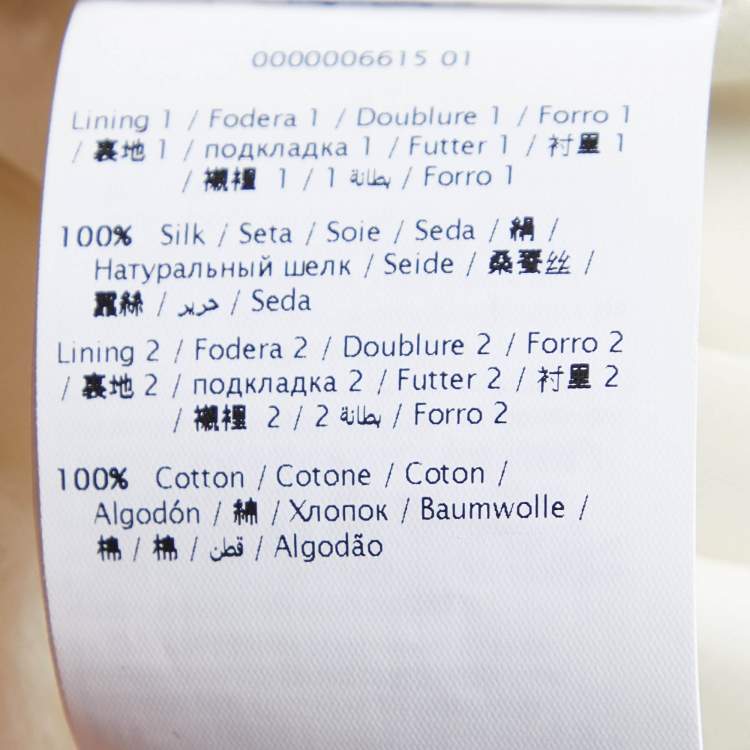 0000006615 01
Lining 1 / Fodera 1 / Doublure 1 / Forro 1
/ 裏地 1 / подкладка 1 / Futter 1 / 衬里 1
/ 襯裡 1 / 1 بطانة / Forro 1
100% Silk / Seta / Soie / Seda / 絹 /
Натуральный шелк / Seide / 桑蚕丝 /
蠶絲 / حرير / Seda
Lining 2 / Fodera 2 / Doublure 2 / Forro 2
/ 裏地 2 / подкладка 2 / Futter 2 / 衬里 2
/ 襯裡 2 / 2 بطانة / Forro 2
100% Cotton / Cotone / Coton /
Algodón / 綿 / Хлопок / Baumwolle /
棉 / 棉 / قطن / Algodão